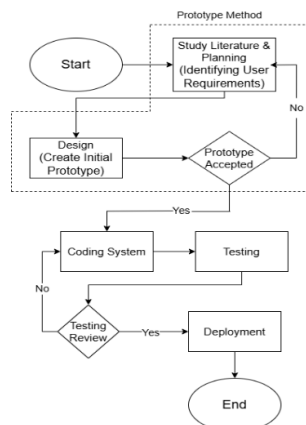 Prototype Method
Start
Study Literature &
Planning
(Identifying User
Requirements)
No
Design
(Create Initial
Prototype)
Prototype
Accepted
Yes
Coding System
Testing
No
Testing
Review
Yes
Deployment
End